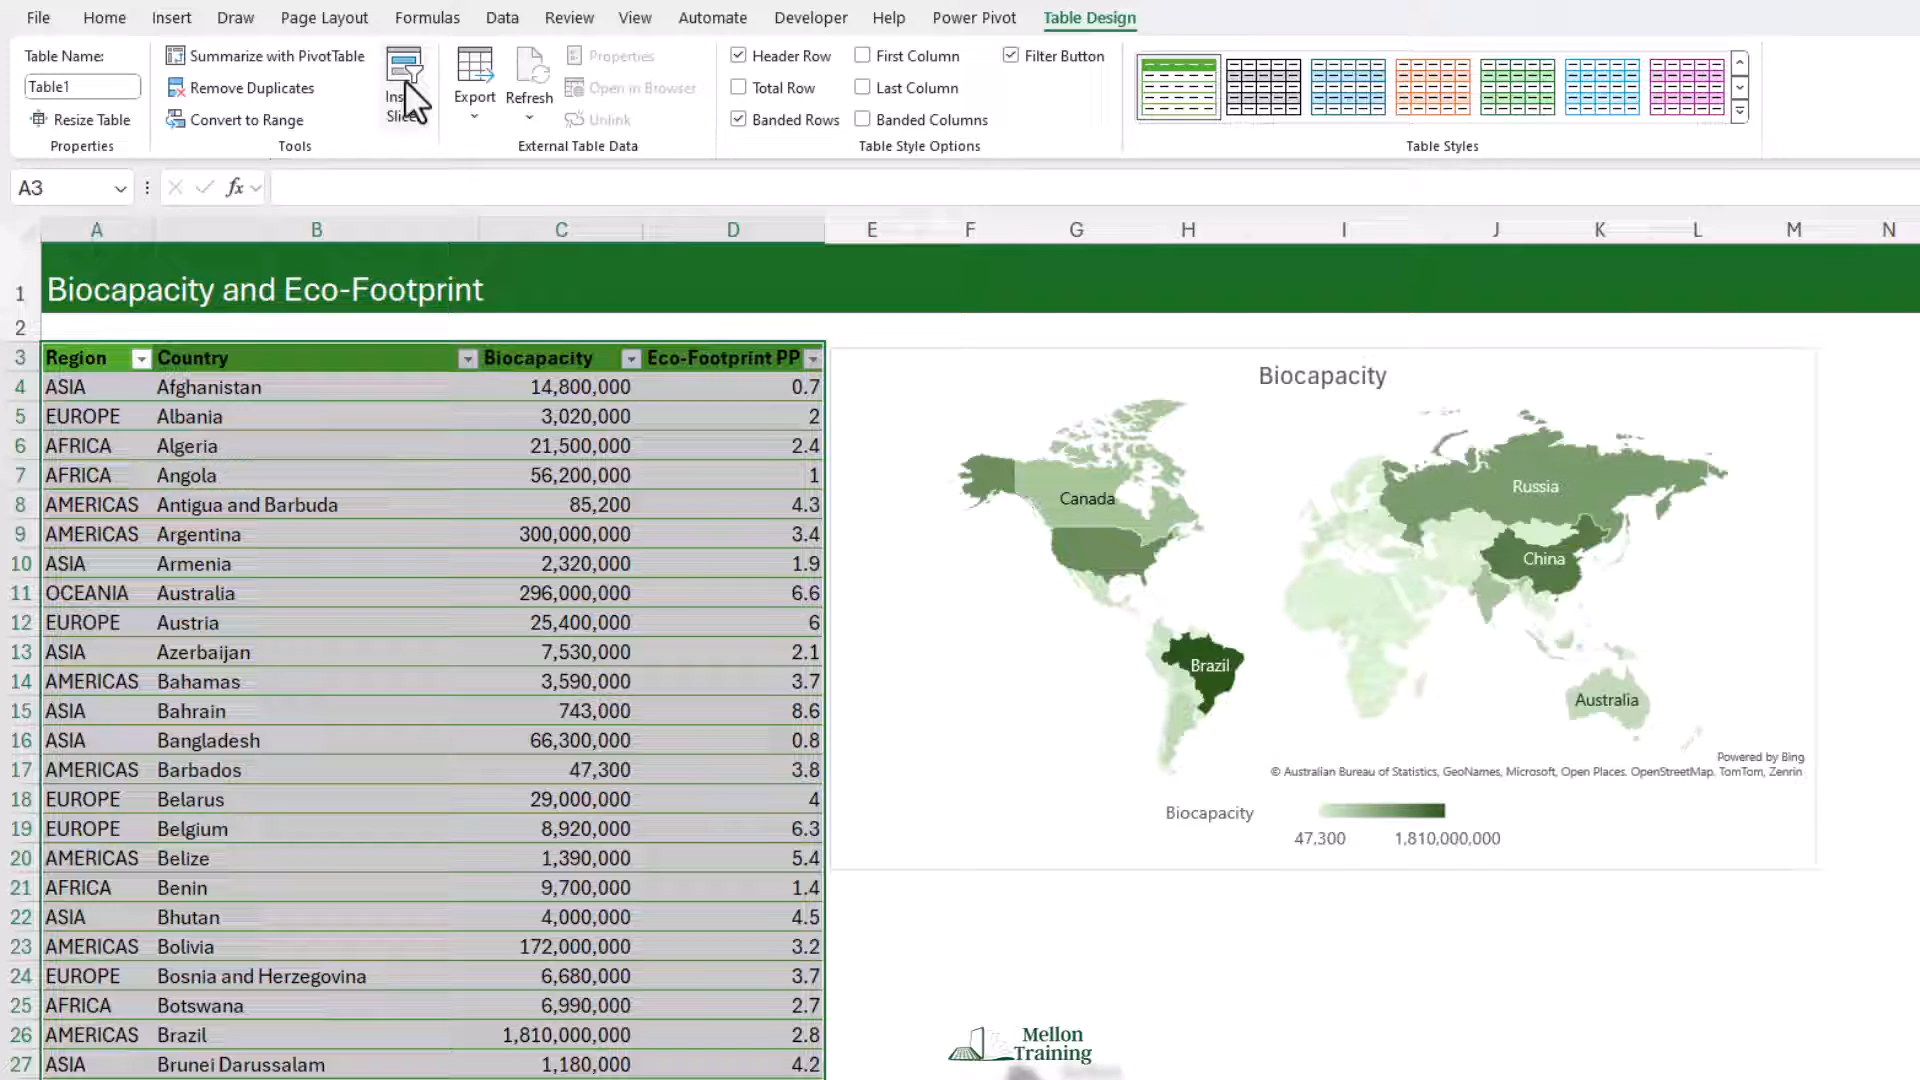 File Home Insert Draw Page Layout Formulas Data Review View Automate Developer Help Power Pivot Table Design
Table Name:
Table1
Resize Table
Properties
Summarize with PivotTable
Remove Duplicates
Convert to Range
Tools
Export
Refresh
Properties
Open in Browser
Unlink
External Table Data
Header Row First Column Filter Button
Total Row Last Column
Banded Rows Banded Columns
Table Style Options
Table Styles
A3 fx
A B C D E F G H I J K L M N
1 Biocapacity and Eco-Footprint
2
3 Region Country Biocapacity Eco-Footprint PP
4 ASIA Afghanistan 14,800,000 0.7
5 EUROPE Albania 3,020,000 2
6 AFRICA Algeria 21,500,000 2.4
7 AFRICA Angola 56,200,000 1
8 AMERICAS Antigua and Barbuda 85,200 4.3
9 AMERICAS Argentina 300,000,000 3.4
10 ASIA Armenia 2,320,000 1.9
11 OCEANIA Australia 296,000,000 6.6
12 EUROPE Austria 25,400,000 6
13 ASIA Azerbaijan 7,530,000 2.1
14 AMERICAS Bahamas 3,590,000 3.7
15 ASIA Bahrain 743,000 8.6
16 ASIA Bangladesh 66,300,000 0.8
17 AMERICAS Barbados 47,300 3.8
18 EUROPE Belarus 29,000,000 4
19 EUROPE Belgium 8,920,000 6.3
20 AMERICAS Belize 1,390,000 5.4
21 AFRICA Benin 9,700,000 1.4
22 ASIA Bhutan 4,000,000 4.5
23 AMERICAS Bolivia 172,000,000 3.2
24 EUROPE Bosnia and Herzegovina 6,680,000 3.7
25 AFRICA Botswana 6,990,000 2.7
26 AMERICAS Brazil 1,810,000,000 2.8
27 ASIA Brunei Darussalam 1,180,000 4.2
Biocapacity
Canada
Russia
China
Brazil
Australia
Powered by Bing
© Australian Bureau of Statistics, GeoNames, Microsoft, Open Places. OpenStreetMap. TomTom, Zenrin
Biocapacity
47,300 1,810,000,000
Mellon
Training